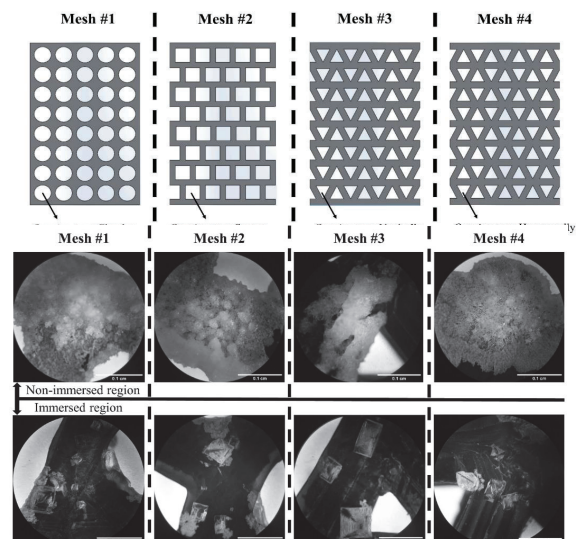 Mesh #1 Mesh #2 Mesh #3 Mesh #4
Mesh #1 Mesh #2 Mesh #3 Mesh #4
0.1 cm 0.1 cm 0.1 cm 0.1 cm
Non-immersed region
Immersed region